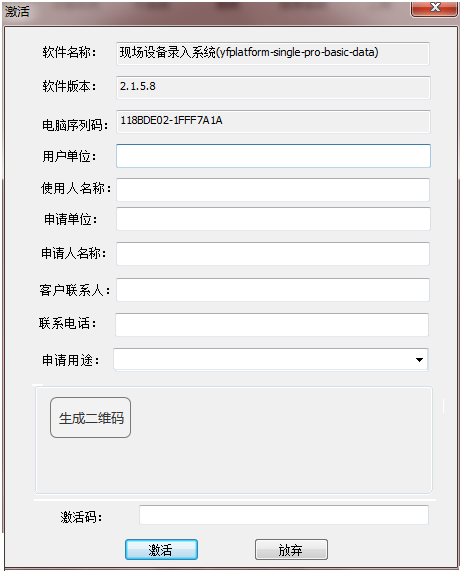 激活
软件名称： 现场设备录入系统(yfplatform-single-pro-basic-data)
软件版本： 2.1.5.8
电脑序列码： 118BDE02-1FFF7A1A
用户单位：
使用人名称：
申请单位：
申请人名称：
客户联系人：
联系电话：
申请用途：
生成二维码
激活码：
激活 放弃